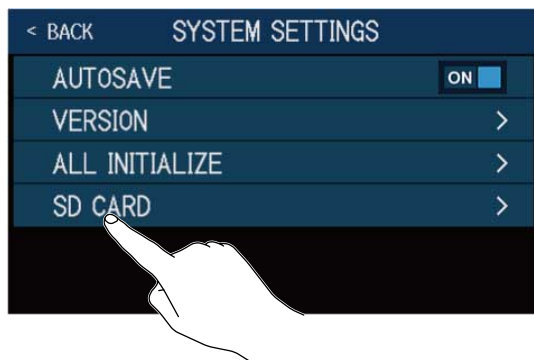 < BACK SYSTEM SETTINGS
AUTOSAVE ON
VERSION >
ALL INITIALIZE >
SD CARD >